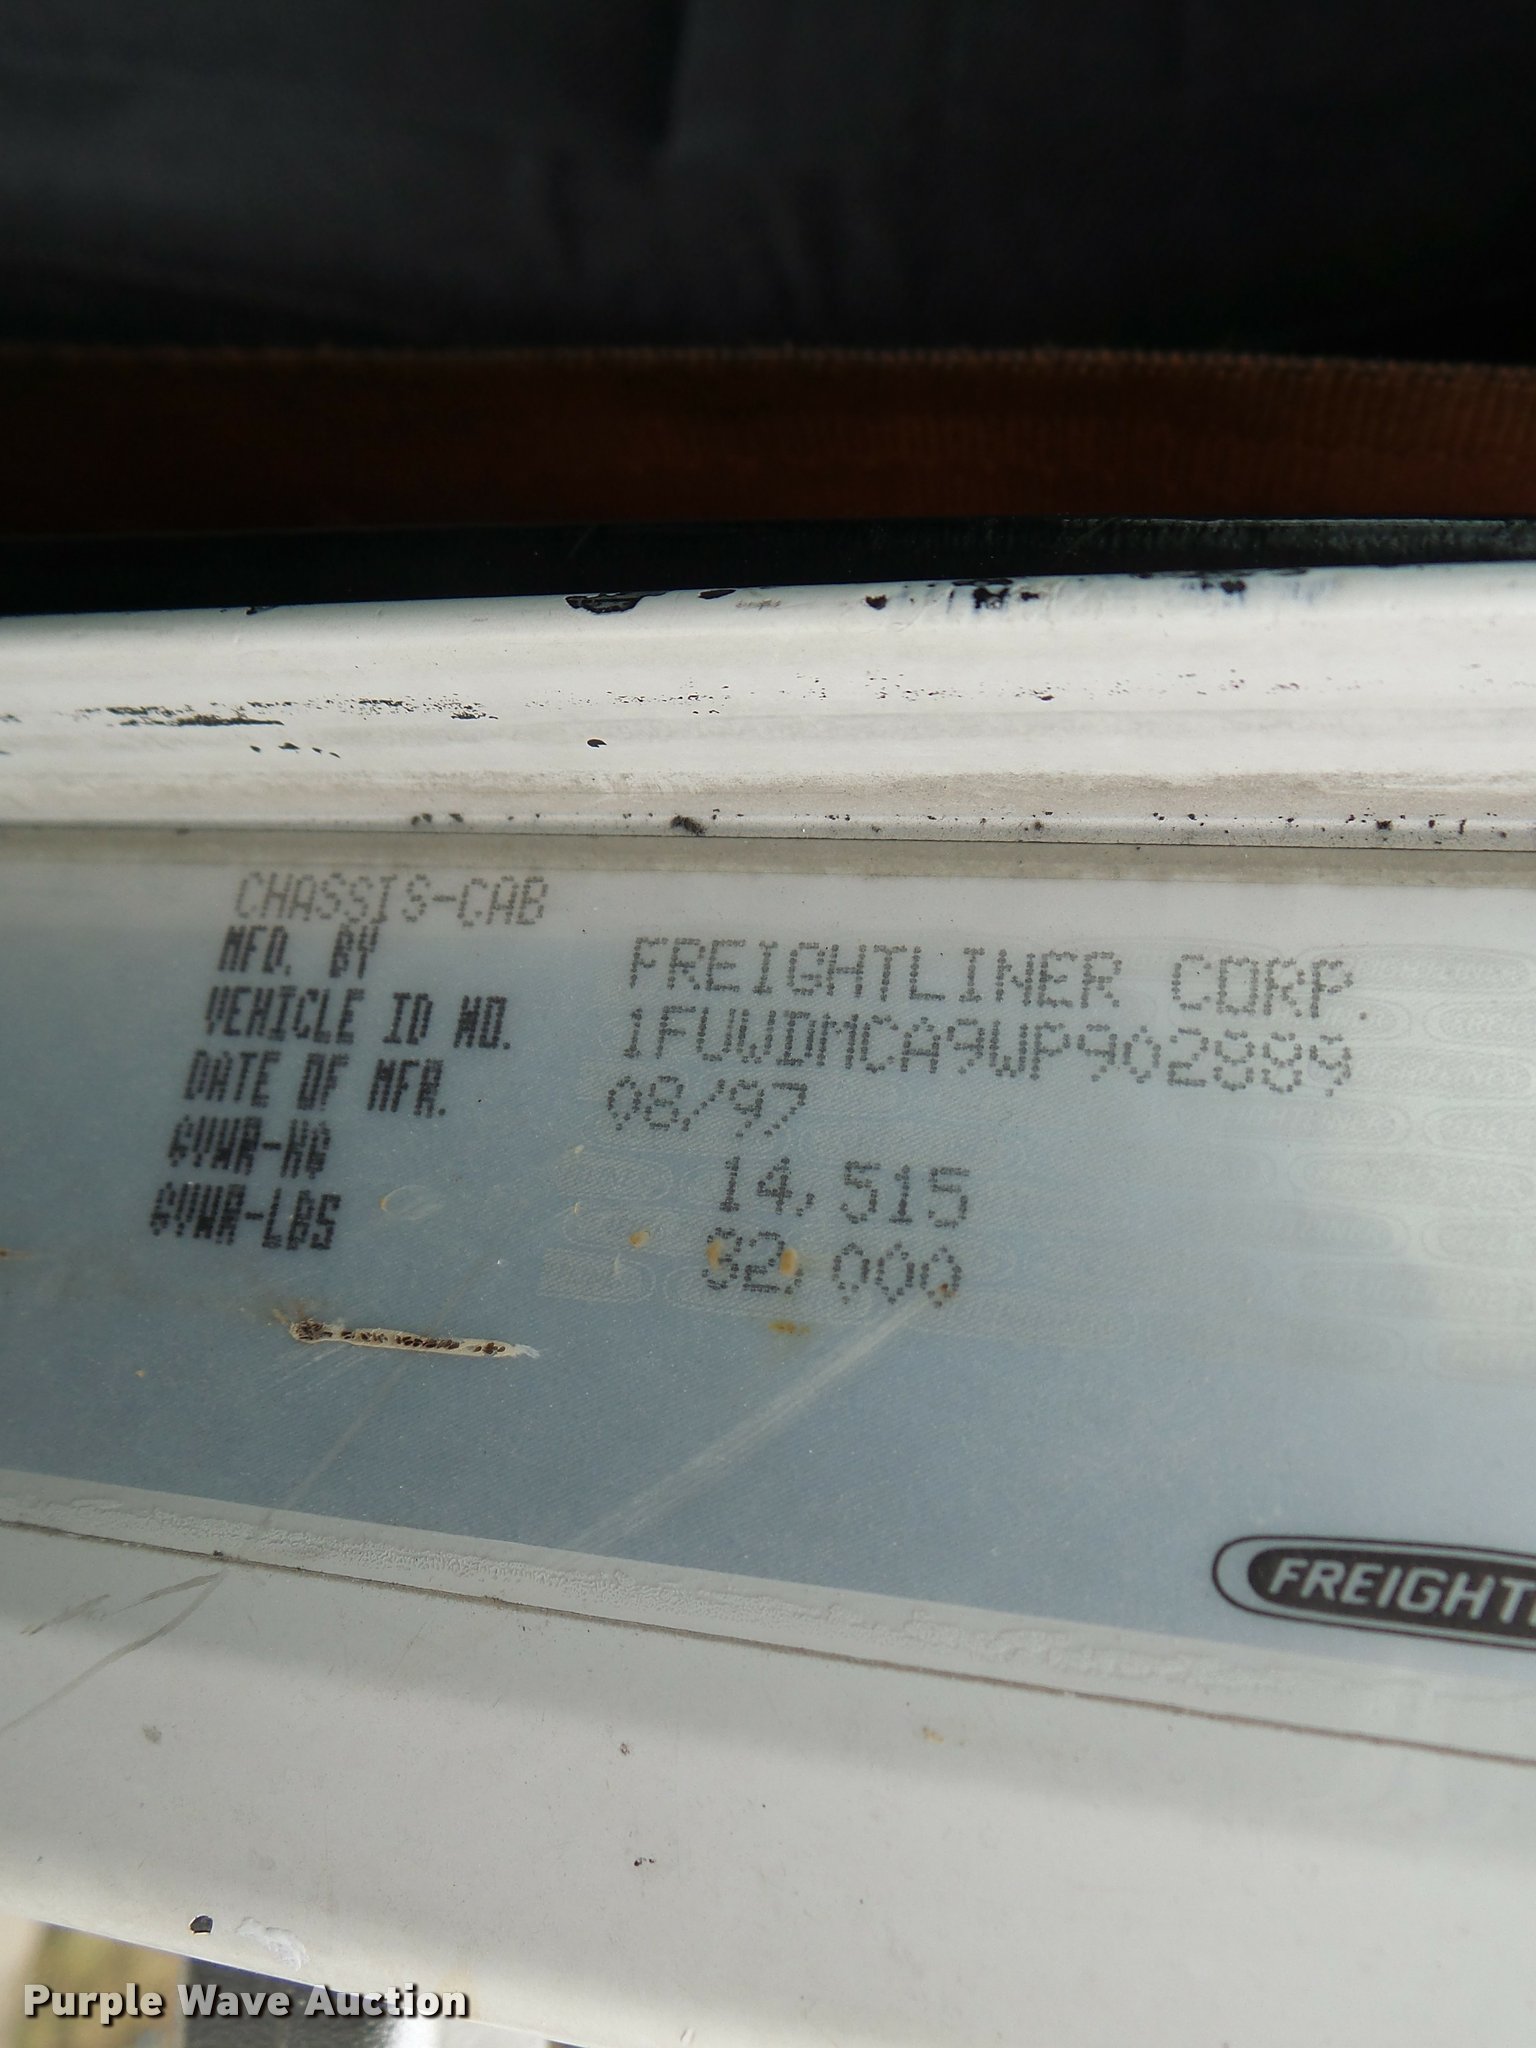 CHASSIS-CAB
MFD. BY FREIGHTLINER CORP.
VEHICLE ID NO. 1FUWDMCA9WP902889
DATE OF MFR. 08/97
GVWR-KG 14,515
GVWR-LBS 32,000
FREIGHTL
Purple Wave Auction